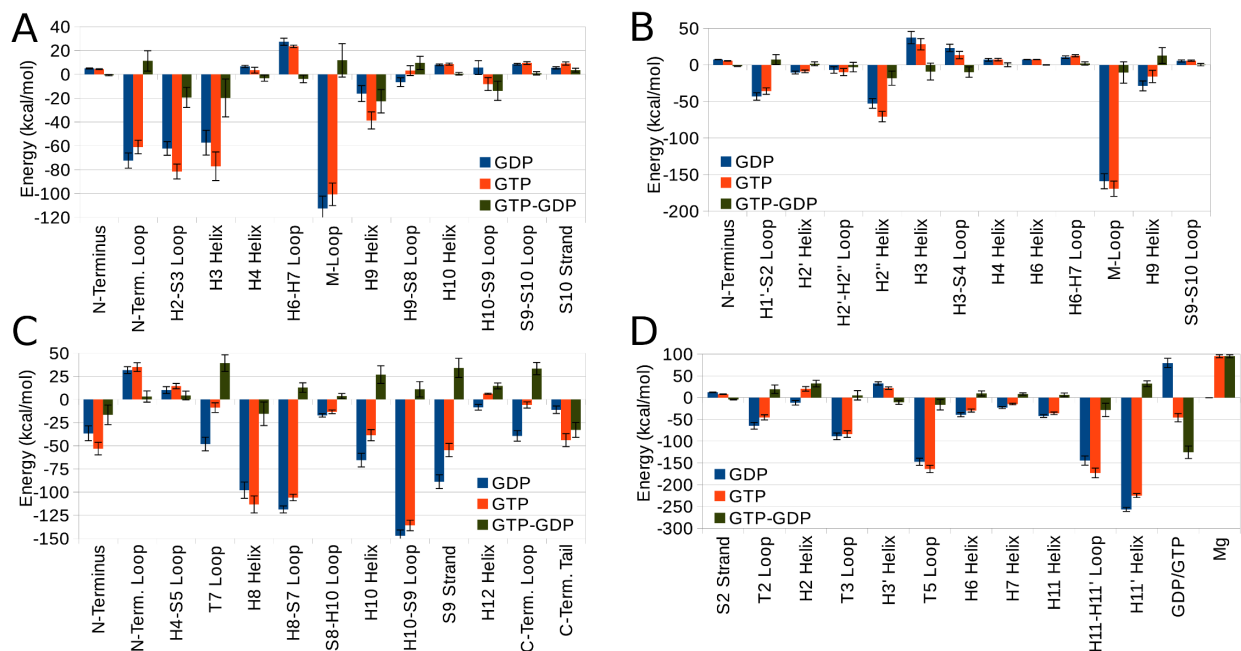 A
Energy (kcal/mol)
40
20
0
-20
-40
-60
-80
-100
-120
GDP
GTP
GTP-GDP
N-Terminus
N-Term. Loop
H2-S3 Loop
H3 Helix
H4 Helix
H6-H7 Loop
M-Loop
H9 Helix
H9-S8 Loop
H10 Helix
H10-S9 Loop
S9-S10 Loop
S10 Strand
B
Energy (kcal/mol)
50
0
-50
-100
-150
-200
GDP
GTP
GTP-GDP
N-Terminus
H1'-S2 Loop
H2' Helix
H2'-H2'' Loop
H2'' Helix
H3 Helix
H3-S4 Loop
H4 Helix
H6 Helix
H6-H7 Loop
M-Loop
H9 Helix
S9-S10 Loop
C
Energy (kcal/mol)
50
25
0
-25
-50
-75
-100
-125
-150
GDP
GTP
GTP-GDP
N-Terminus
N-Term. Loop
H4-S5 Loop
T7 Loop
H8 Helix
H8-S7 Loop
S8-H10 Loop
H10 Helix
H10-S9 Loop
S9 Strand
H12 Helix
C-Term. Loop
C-Term. Tail
D
Energy (kcal/mol)
100
50
0
-50
-100
-150
-200
-250
-300
GDP
GTP
GTP-GDP
S2 Strand
T2 Loop
H2 Helix
T3 Loop
H3' Helix
T5 Loop
H6 Helix
H7 Helix
H11 Helix
H11-H11' Loop
H11' Helix
GDP/GTP
Mg